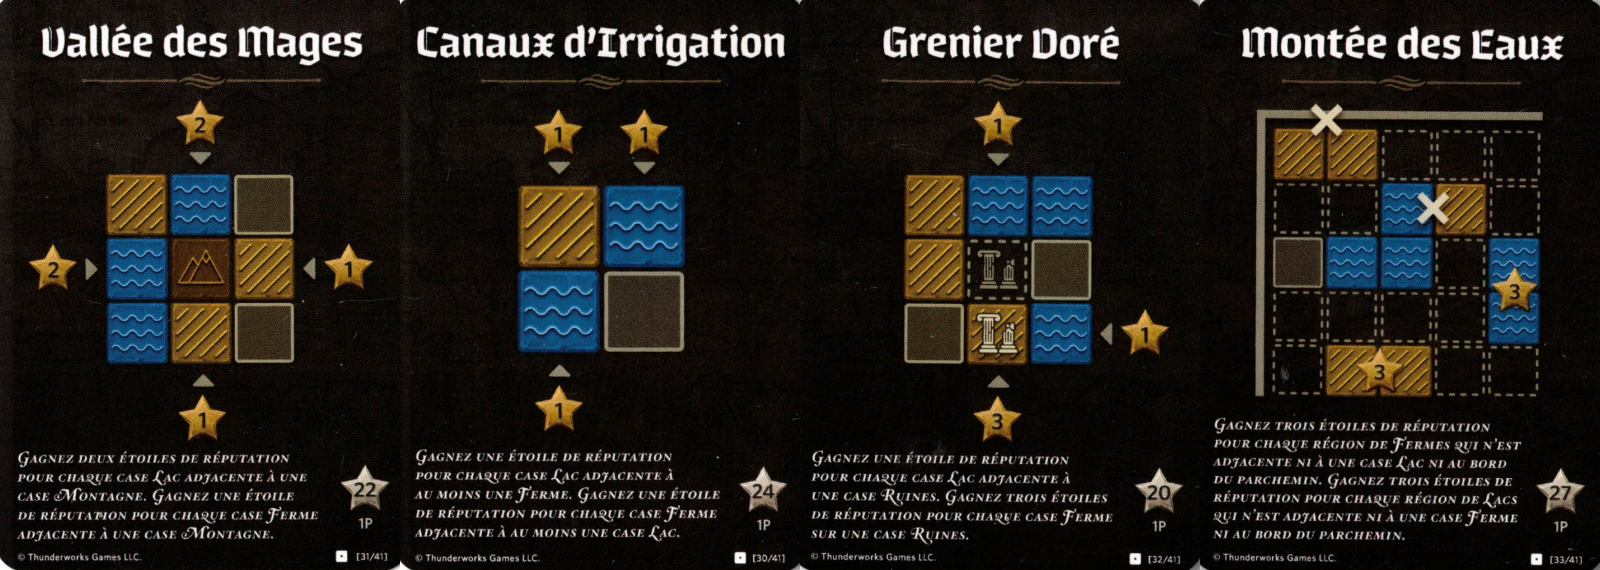 Vallée des Mages
2
2
1
1
Gagnez deux étoiles de réputation
pour chaque case Lac adjacente à une
case Montagne. Gagnez une étoile
de réputation pour chaque case Ferme
adjacente à une case Montagne.
22
1P
© Thunderworks Games LLC.
[31/41]
Canaux d'Irrigation
1
1
1
Gagnez une étoile de réputation
pour chaque case Lac adjacente à
au moins une Ferme. Gagnez une étoile
de réputation pour chaque case Ferme
adjacente à au moins une case Lac.
24
1P
© Thunderworks Games LLC.
[30/41]
Grenier Doré
1
1
3
Gagnez une étoile de réputation
pour chaque case Lac adjacente à
une case Ruines. Gagnez trois étoiles
de réputation pour chaque case Ferme
sur une case Ruines.
20
1P
© Thunderworks Games LLC.
[32/41]
Montée des Eaux
3
3
Gagnez trois étoiles de réputation
pour chaque région de Fermes qui n'est
adjacente ni à une case Lac ni au bord
du parchemin. Gagnez trois étoiles de
réputation pour chaque région de Lacs
qui n'est adjacente ni à une case Ferme
ni au bord du parchemin.
27
1P
© Thunderworks Games LLC.
[33/41]